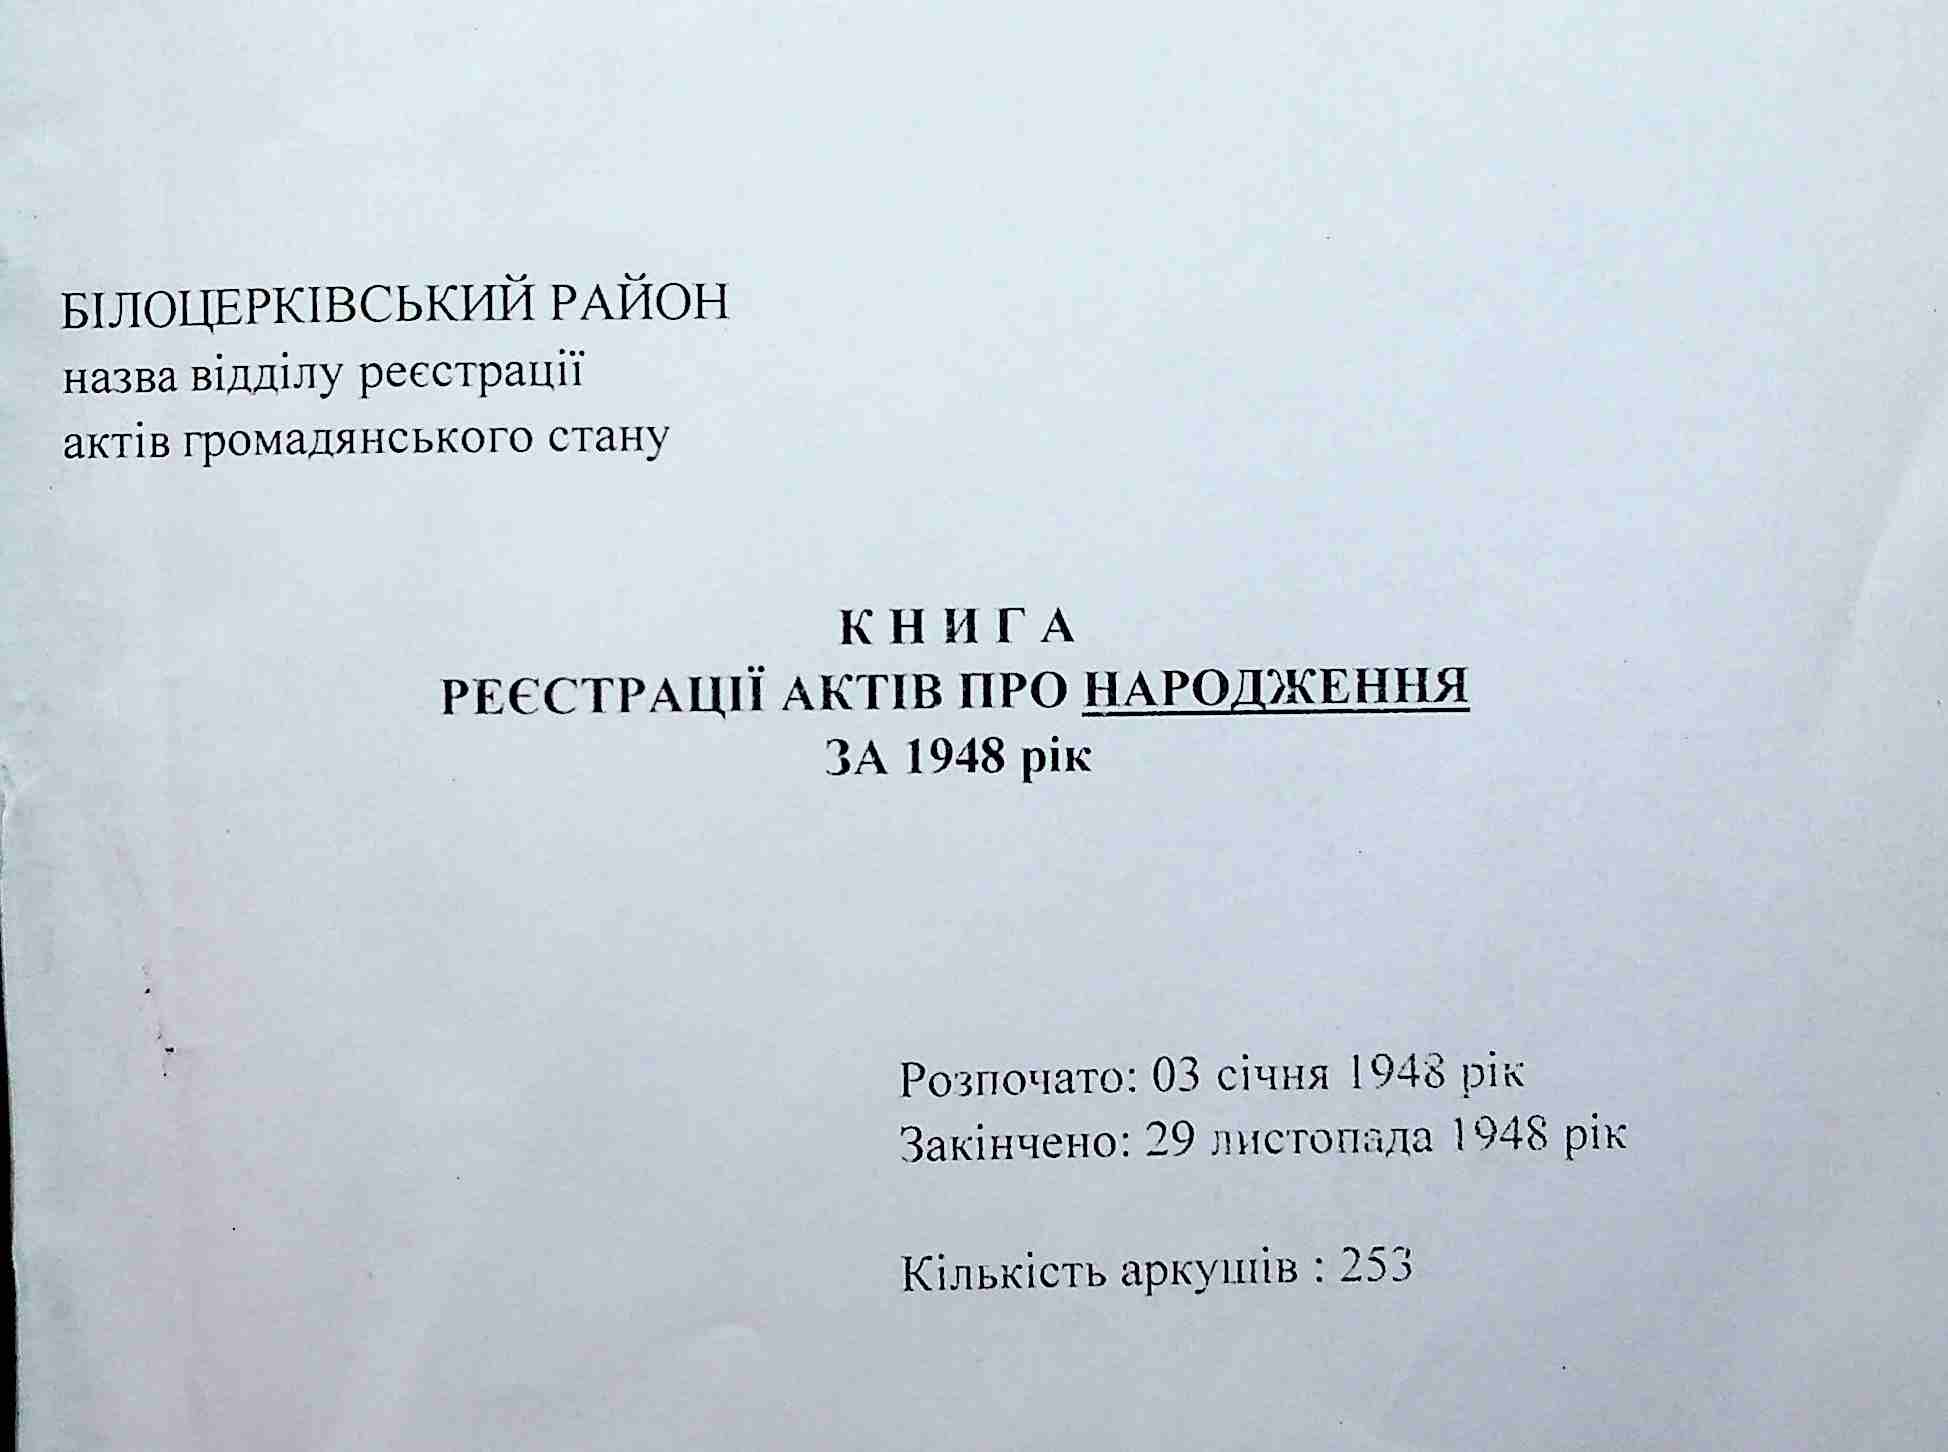 БІЛОЦЕРКІВСЬКИЙ РАЙОН
назва відділу реєстрації
актів громадянського стану
К Н И Г А
РЕЄСТРАЦІЇ АКТІВ ПРО НАРОДЖЕННЯ
ЗА 1948 рік
Розпочато: 03 січня 1948 рік
Закінчено: 29 листопада 1948 рік
Кількість аркушів : 253